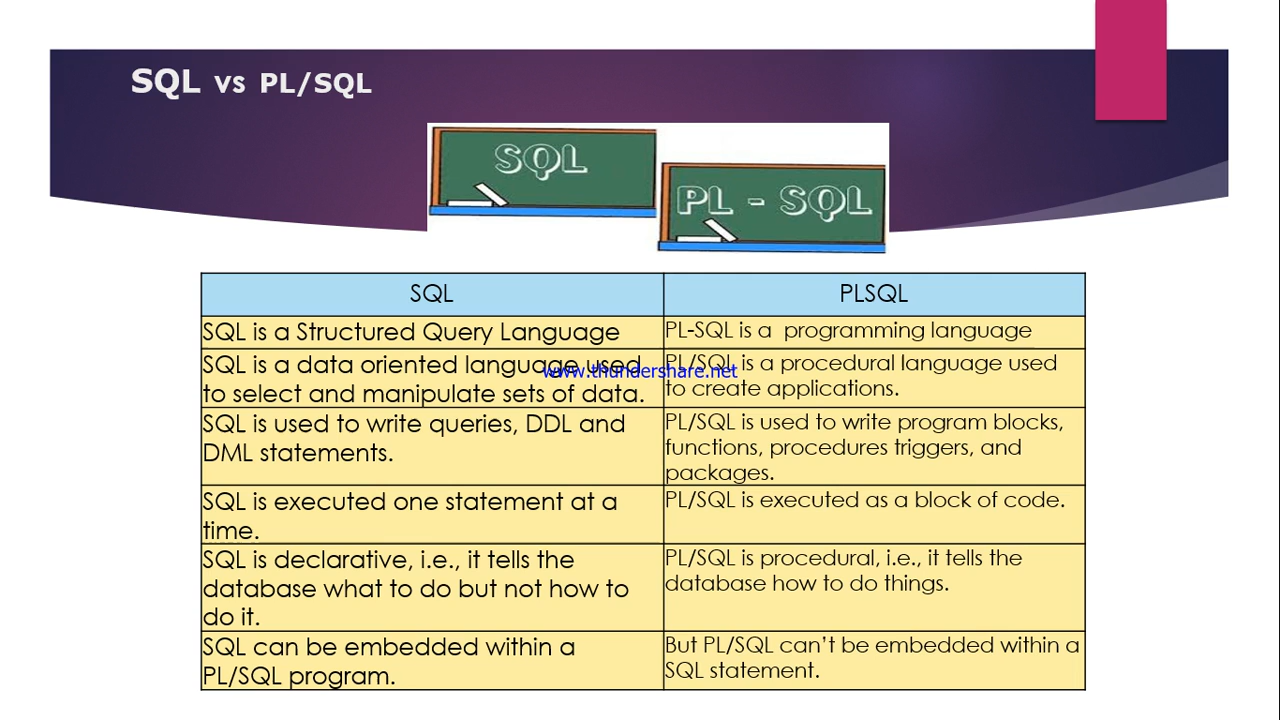 SQL vs PL/SQL
SQL
PL - SQL
SQL
PLSQL
SQL is a Structured Query Language
PL-SQL is a programming language
SQL is a data oriented language used
to select and manipulate sets of data.
PL/SQL is a procedural language used
to create applications.
www.thundershare.net
SQL is used to write queries, DDL and
DML statements.
PL/SQL is used to write program blocks,
functions, procedures triggers, and
packages.
SQL is executed one statement at a
time.
PL/SQL is executed as a block of code.
SQL is declarative, i.e., it tells the
database what to do but not how to
do it.
PL/SQL is procedural, i.e., it tells the
database how to do things.
SQL can be embedded within a
PL/SQL program.
But PL/SQL can’t be embedded within a
SQL statement.